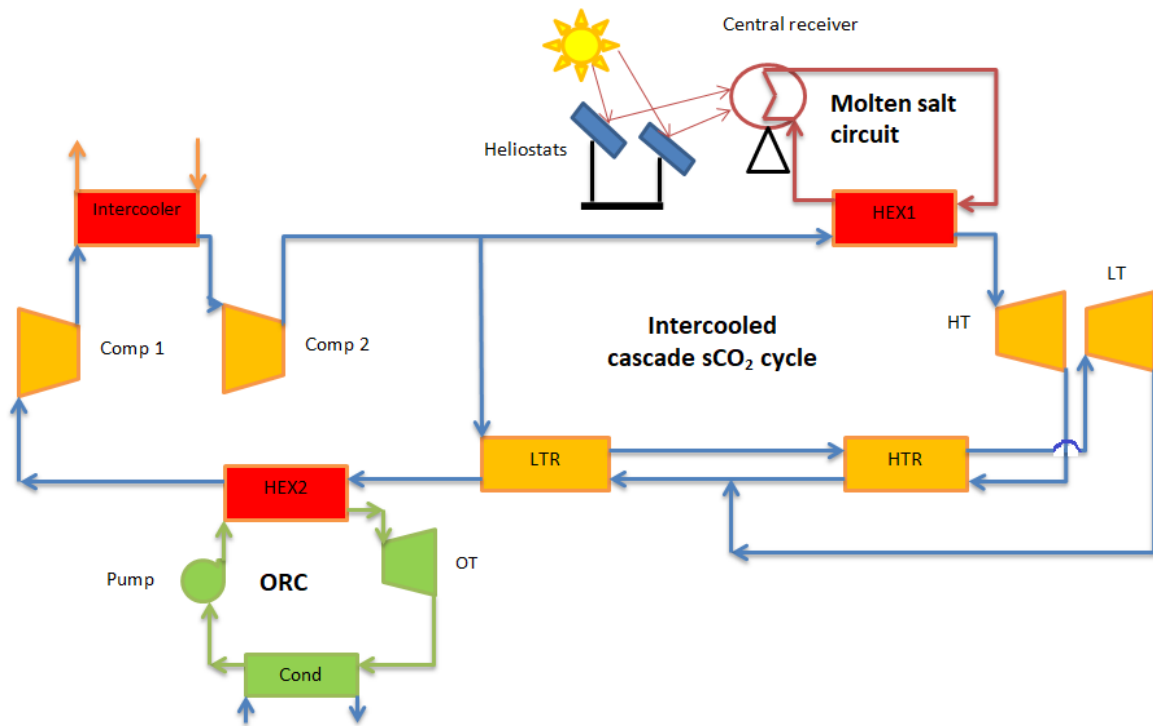 Central receiver
Molten salt
circuit
Heliostats
Intercooler
HEX1
LT
HT
Comp 1
Comp 2
Intercooled
cascade sCO₂ cycle
LTR
HTR
HEX2
Pump
ORC
OT
Cond